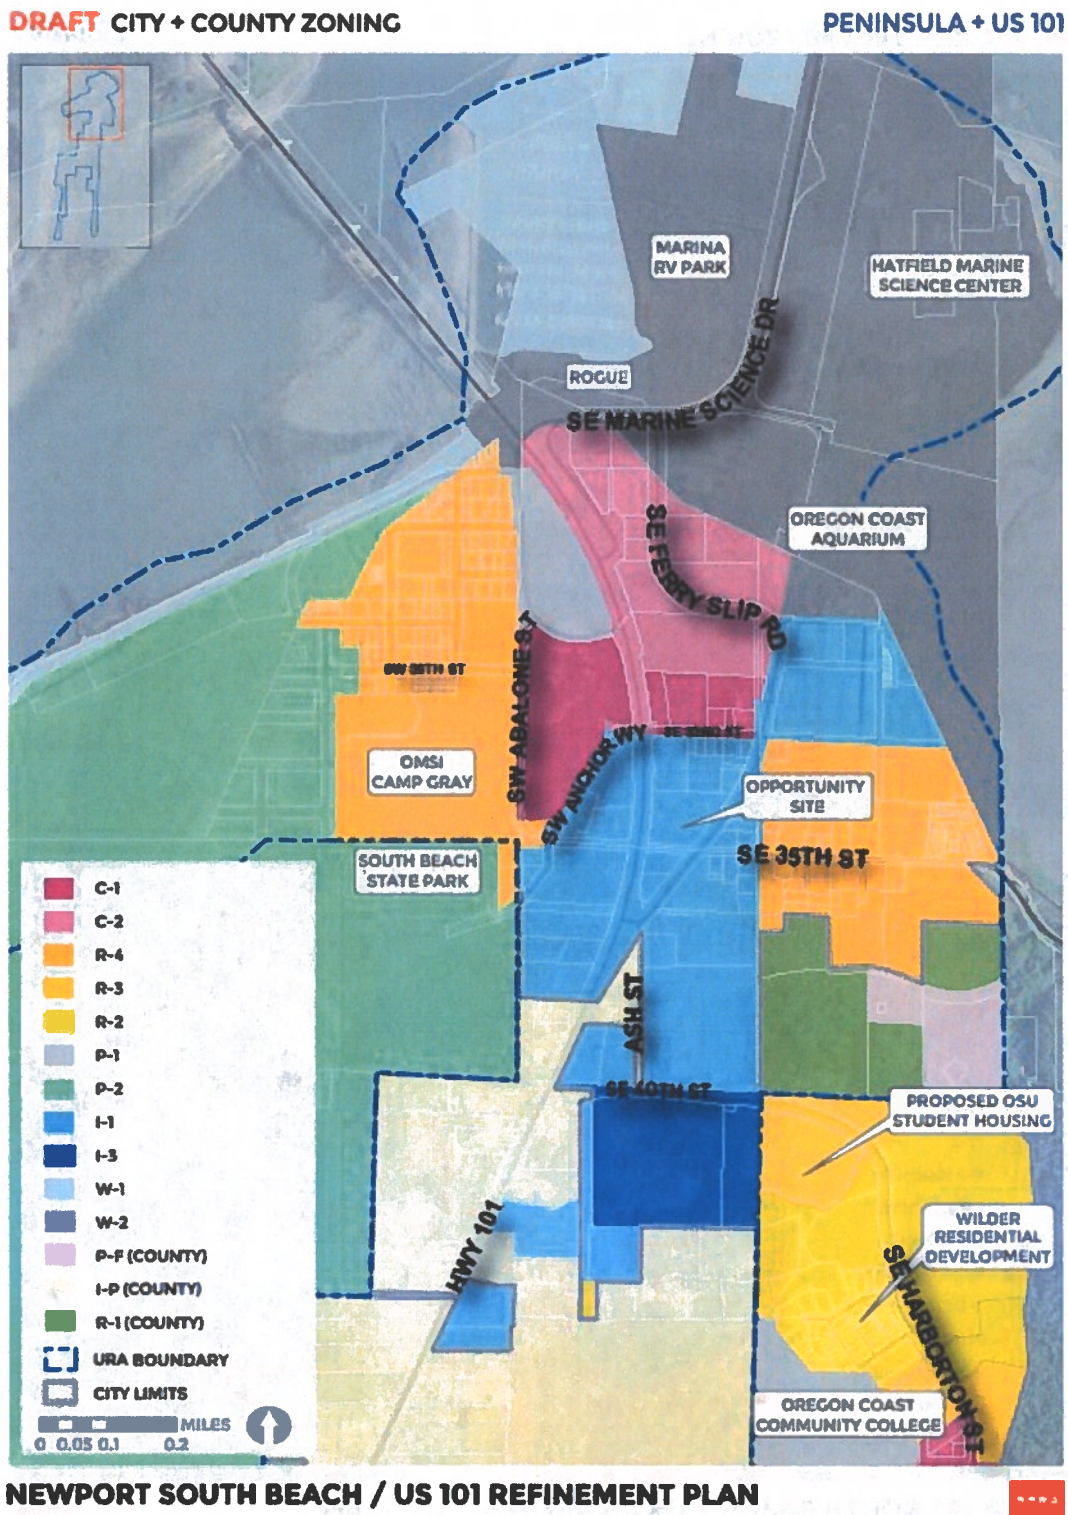 DRAFT CITY + COUNTY ZONING
PENINSULA + US 101
MARINA
RV PARK
HATFIELD MARINE
SCIENCE CENTER
ROGUE
SE MARINE SCIENCE DR
SE FERRY SLIP RD
OREGON COAST
AQUARIUM
SW ABALONE ST
OMSI
CAMP GRAY
SW ANCHOR WY
OPPORTUNITY
SITE
SE 35TH ST
SOUTH BEACH
STATE PARK
ASH ST
SE 40TH ST
PROPOSED OSU
STUDENT HOUSING
WILDER
RESIDENTIAL
DEVELOPMENT
HWY 101
SE HARBORTON ST
OREGON COAST
COMMUNITY COLLEGE
C-1
C-2
R-4
R-3
R-2
P-1
P-2
I-1
I-3
W-1
W-2
P-F (COUNTY)
I-P (COUNTY)
R-1 (COUNTY)
URA BOUNDARY
CITY LIMITS
MILES
0 0.05 0.1 0.2
NEWPORT SOUTH BEACH / US 101 REFINEMENT PLAN